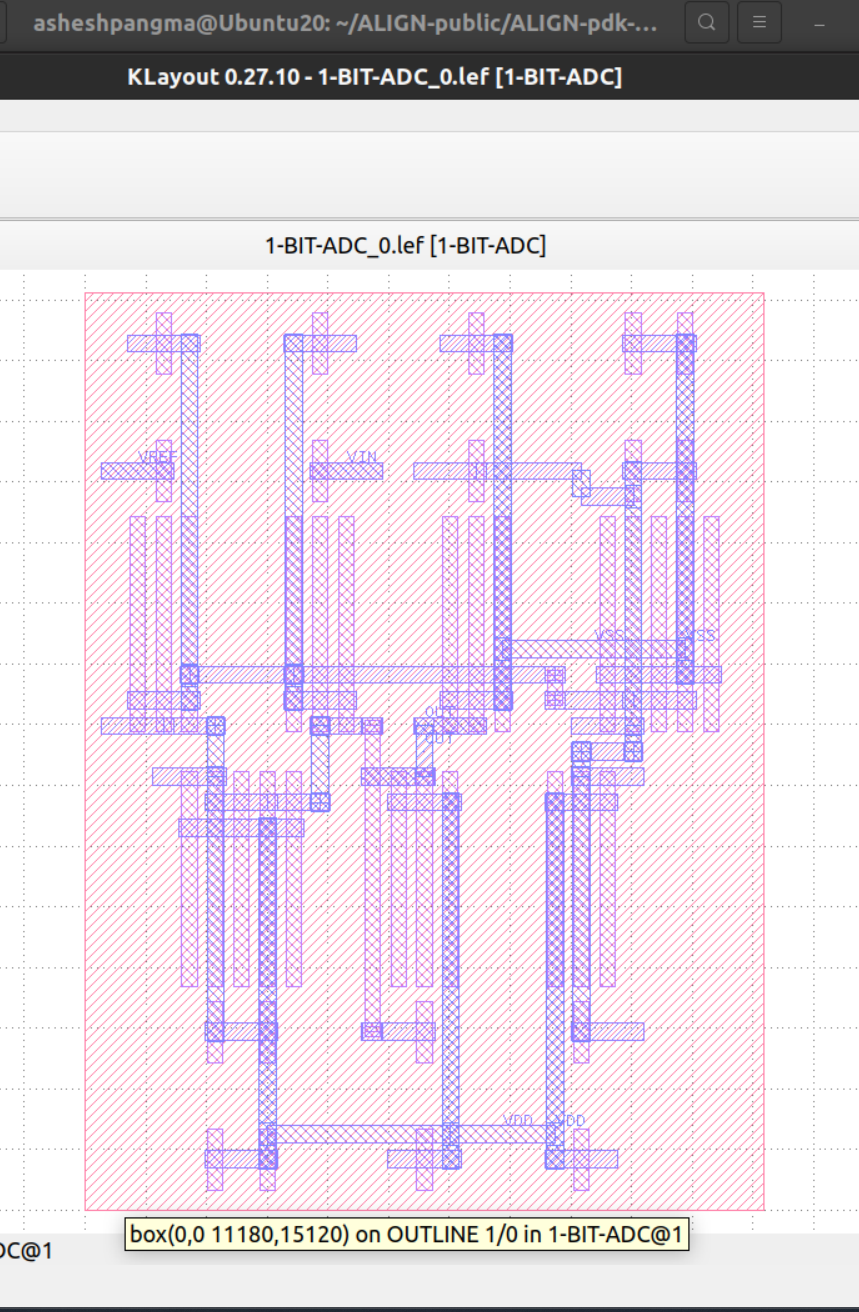 asheshpangma@Ubuntu20: ~/ALIGN-public/ALIGN-pdk-...
KLayout 0.27.10 - 1-BIT-ADC_0.lef [1-BIT-ADC]
1-BIT-ADC_0.lef [1-BIT-ADC]
VREF VIN
VSS VSS
OUT
OUT
VDD VDD
box(0,0 11180,15120) on OUTLINE 1/0 in 1-BIT-ADC@1
DC@1